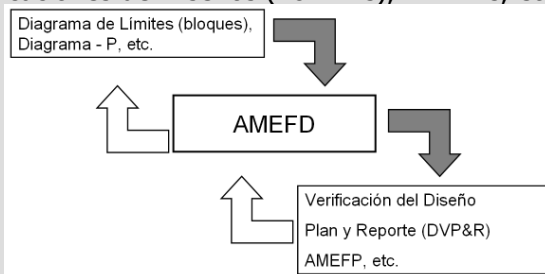 Diagrama de Límites (bloques),
Diagrama - P, etc.
AMEFD
Verificación del Diseño
Plan y Reporte (DVP&R)
AMEFP, etc.